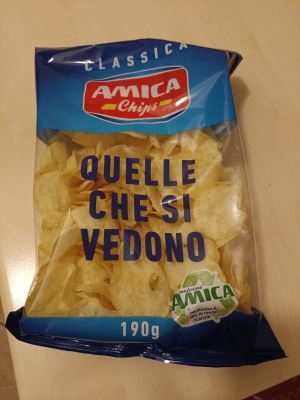 CLASSICA
AMICA
Chips
QUELLE
CHE SI
VEDONO
AMICA
190g